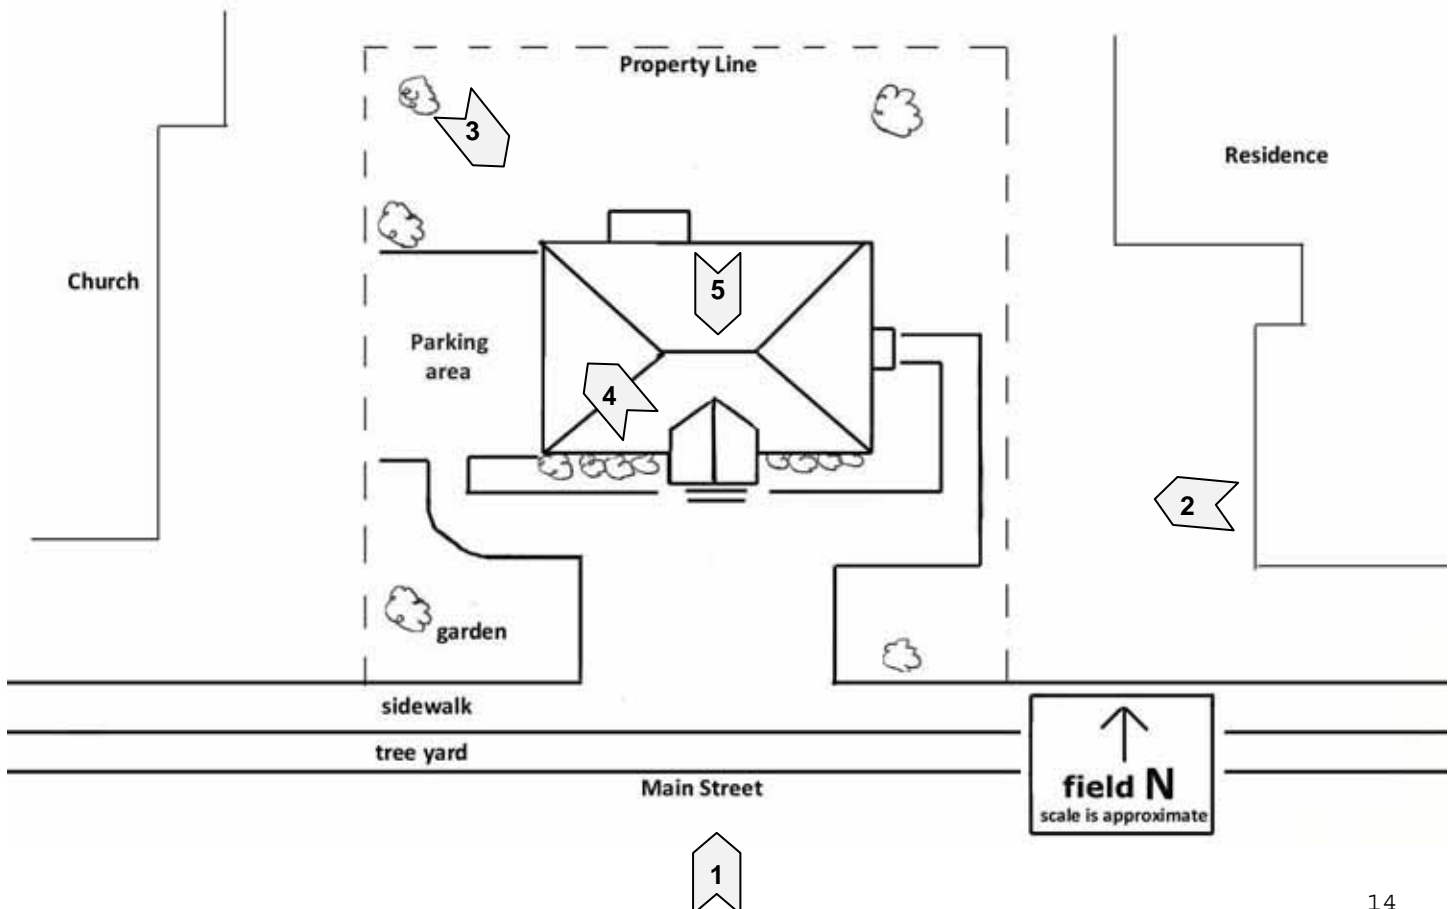 Property Line
3
Residence
Church
5
Parking
area
4
2
garden
sidewalk
tree yard
Main Street
field N
scale is approximate
1
14